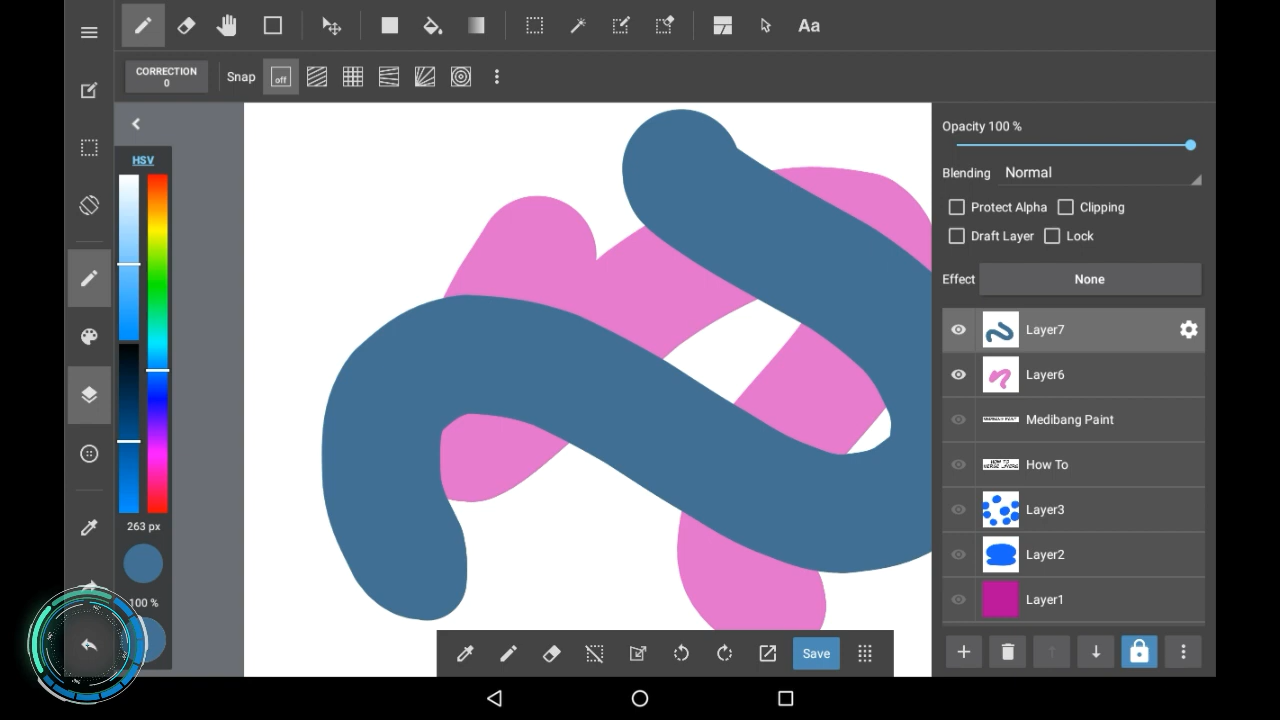 Aa
CORRECTION
0
Snap
off
HSV
263 px
100 %
Opacity 100 %
Blending Normal
Protect Alpha Clipping
Draft Layer Lock
Effect None
Layer7
Layer6
Medibang Paint
How To
Layer3
Layer2
Layer1
Save